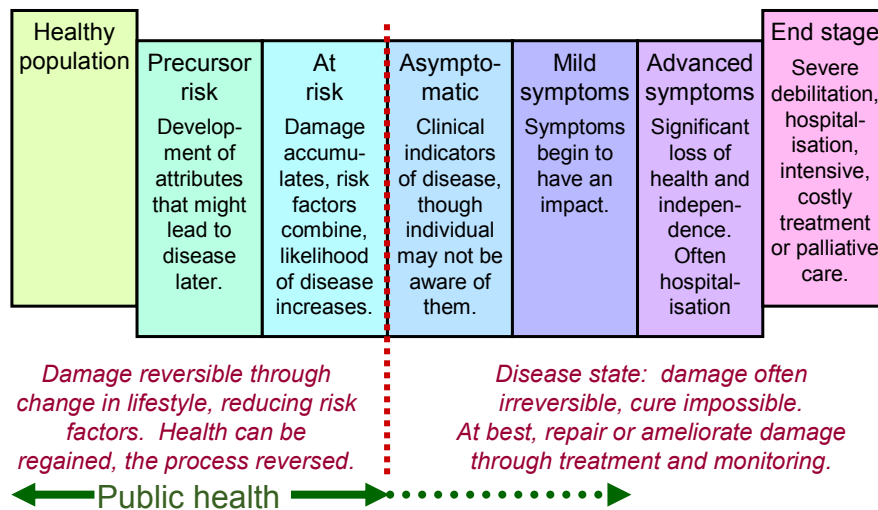 Healthy
population
Precursor
risk
Develop-
ment of
attributes
that might
lead to
disease
later.
At
risk
Damage
accumu-
lates, risk
factors
combine,
likelihood
of disease
increases.
Asympto-
matic
Clinical
indicators
of disease,
though
individual
may not be
aware of
them.
Mild
symptoms
Symptoms
begin to
have an
impact.
Advanced
symptoms
Significant
loss of
health and
indepen-
dence.
Often
hospital-
isation
End stage
Severe
debilitation,
hospital-
isation,
intensive,
costly
treatment
or palliative
care.
Damage reversible through
change in lifestyle, reducing risk
factors.  Health can be
regained, the process reversed.
Disease state:  damage often
irreversible, cure impossible.
At best, repair or ameliorate damage
through treatment and monitoring.
Public health